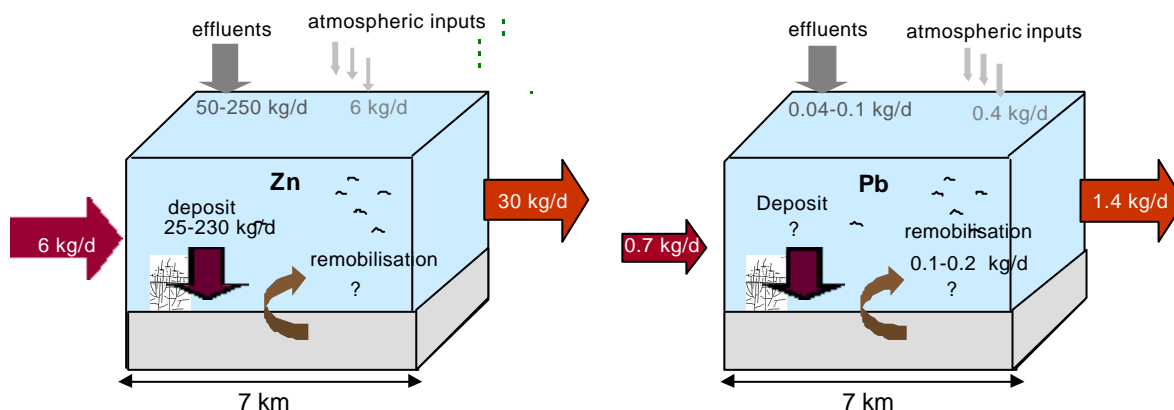 effluents
atmospheric inputs
50-250 kg/d
6 kg/d
Zn
deposit
25-230 kg/d
6 kg/d
30 kg/d
remobilisation
?
7 km
effluents
atmospheric inputs
0.04-0.1 kg/d
0.4 kg/d
Pb
Deposit
?
0.7 kg/d
1.4 kg/d
remobilisation
0.1-0.2 kg/d
?
7 km